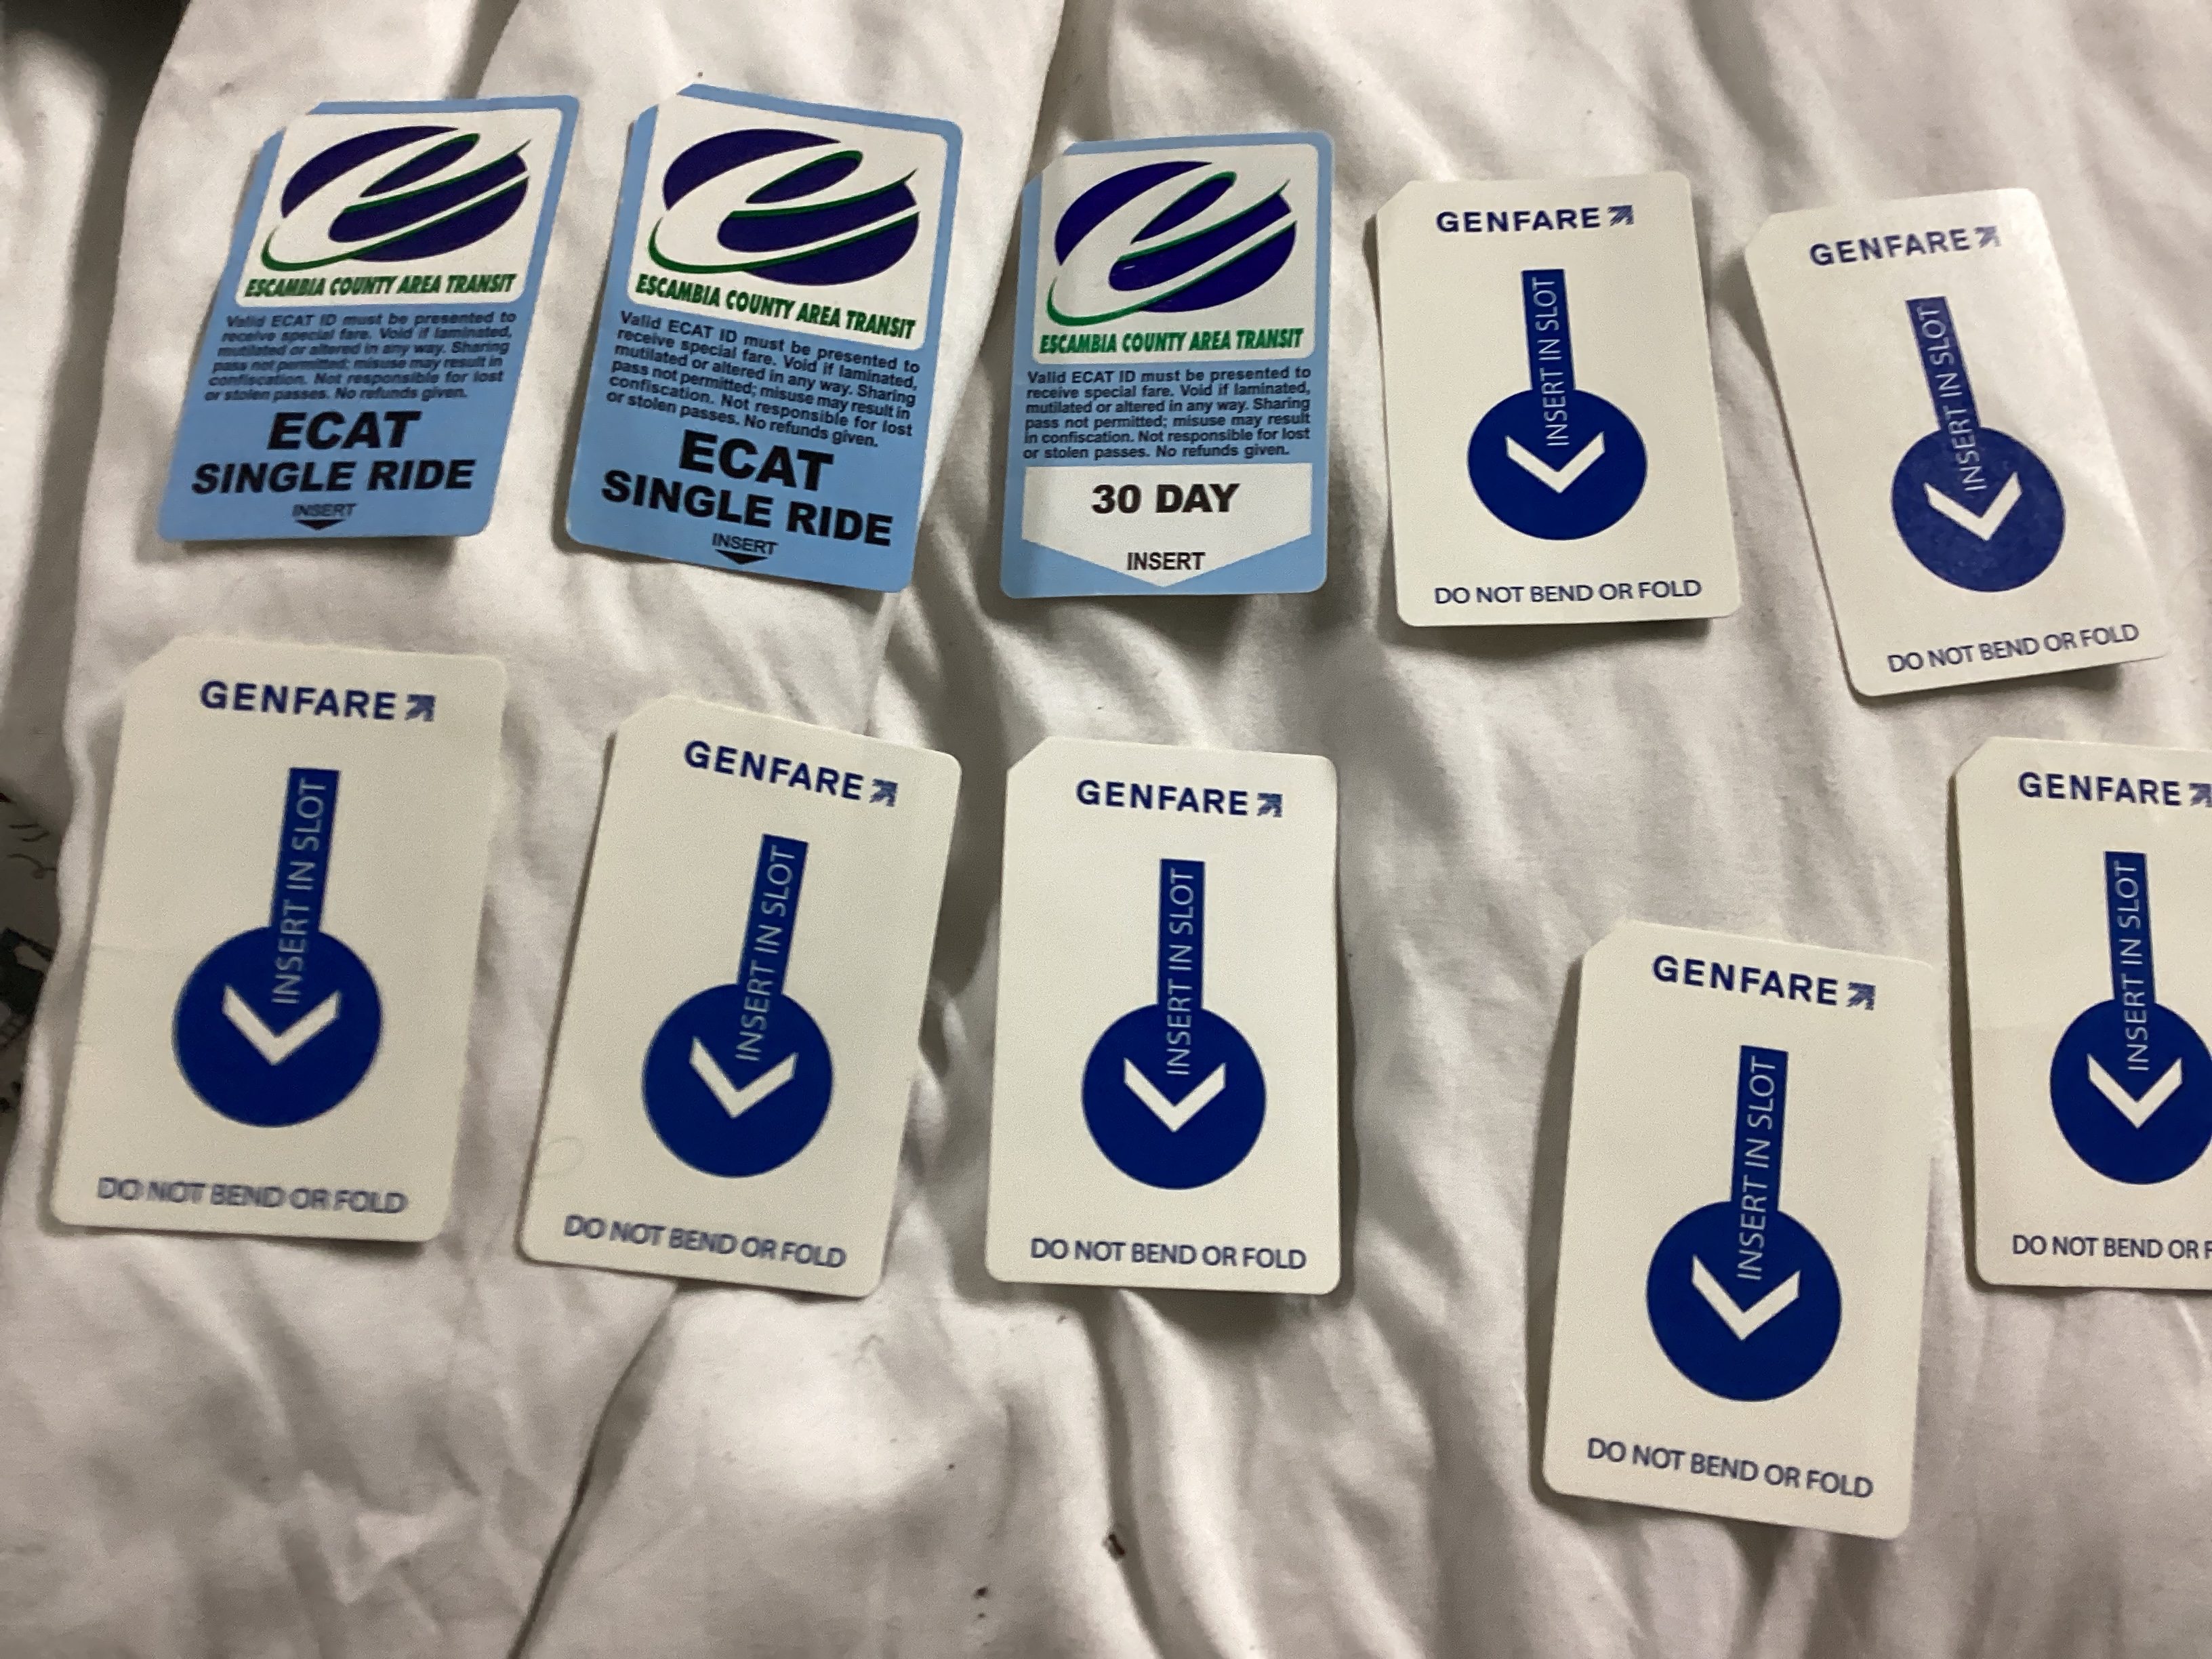 ESCAMBIA COUNTY AREA TRANSIT
Valid ECAT ID must be presented to
receive special fare. Void if laminated,
mutilated or altered in any way. Sharing
pass not permitted; misuse may result in
confiscation. Not responsible for lost
or stolen passes. No refunds given.
ECAT
SINGLE RIDE
INSERT
ESCAMBIA COUNTY AREA TRANSIT
Valid ECAT ID must be presented to
receive special fare. Void if laminated,
mutilated or altered in any way. Sharing
pass not permitted; misuse may result in
confiscation. Not responsible for lost
or stolen passes. No refunds given.
ECAT
SINGLE RIDE
INSERT
ESCAMBIA COUNTY AREA TRANSIT
Valid ECAT ID must be presented to
receive special fare. Void if laminated,
mutilated or altered in any way. Sharing
pass not permitted; misuse may result
in confiscation. Not responsible for lost
or stolen passes. No refunds given.
30 DAY
INSERT
GENFARE
INSERT IN SLOT
DO NOT BEND OR FOLD
GENFARE
INSERT IN SLOT
DO NOT BEND OR FOLD
GENFARE
INSERT IN SLOT
DO NOT BEND OR FOLD
GENFARE
INSERT IN SLOT
DO NOT BEND OR FOLD
GENFARE
INSERT IN SLOT
DO NOT BEND OR FOLD
GENFARE
INSERT IN SLOT
DO NOT BEND OR FOLD
GENFARE
INSERT IN SLOT
DO NOT BEND OR F